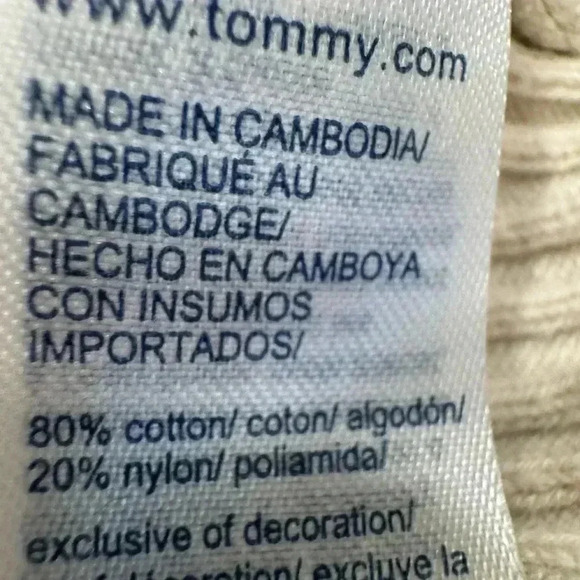 www.tommy.com
MADE IN CAMBODIA/
FABRIQUÉ AU
CAMBODGE/
HECHO EN CAMBOYA
CON INSUMOS
IMPORTADOS/
80% cotton/ coton/ algodón/
20% nylon/ poliamida/
exclusive of decoration/
excluye la